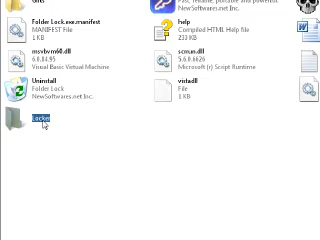 Gifts
Fast, reliable, portable and powerful.
NewSoftwares.net Inc.
Folder Lock.exe.manifest
MANIFEST File
1 KB
help
Compiled HTML Help file
233 KB
msvbvm60.dll
6.0.84.95
Visual Basic Virtual Machine
scrrun.dll
5.6.0.6626
Microsoft (r) Script Runtime
Uninstall
Folder Lock
NewSoftwares.net Inc.
vistadll
File
1 KB
Locker